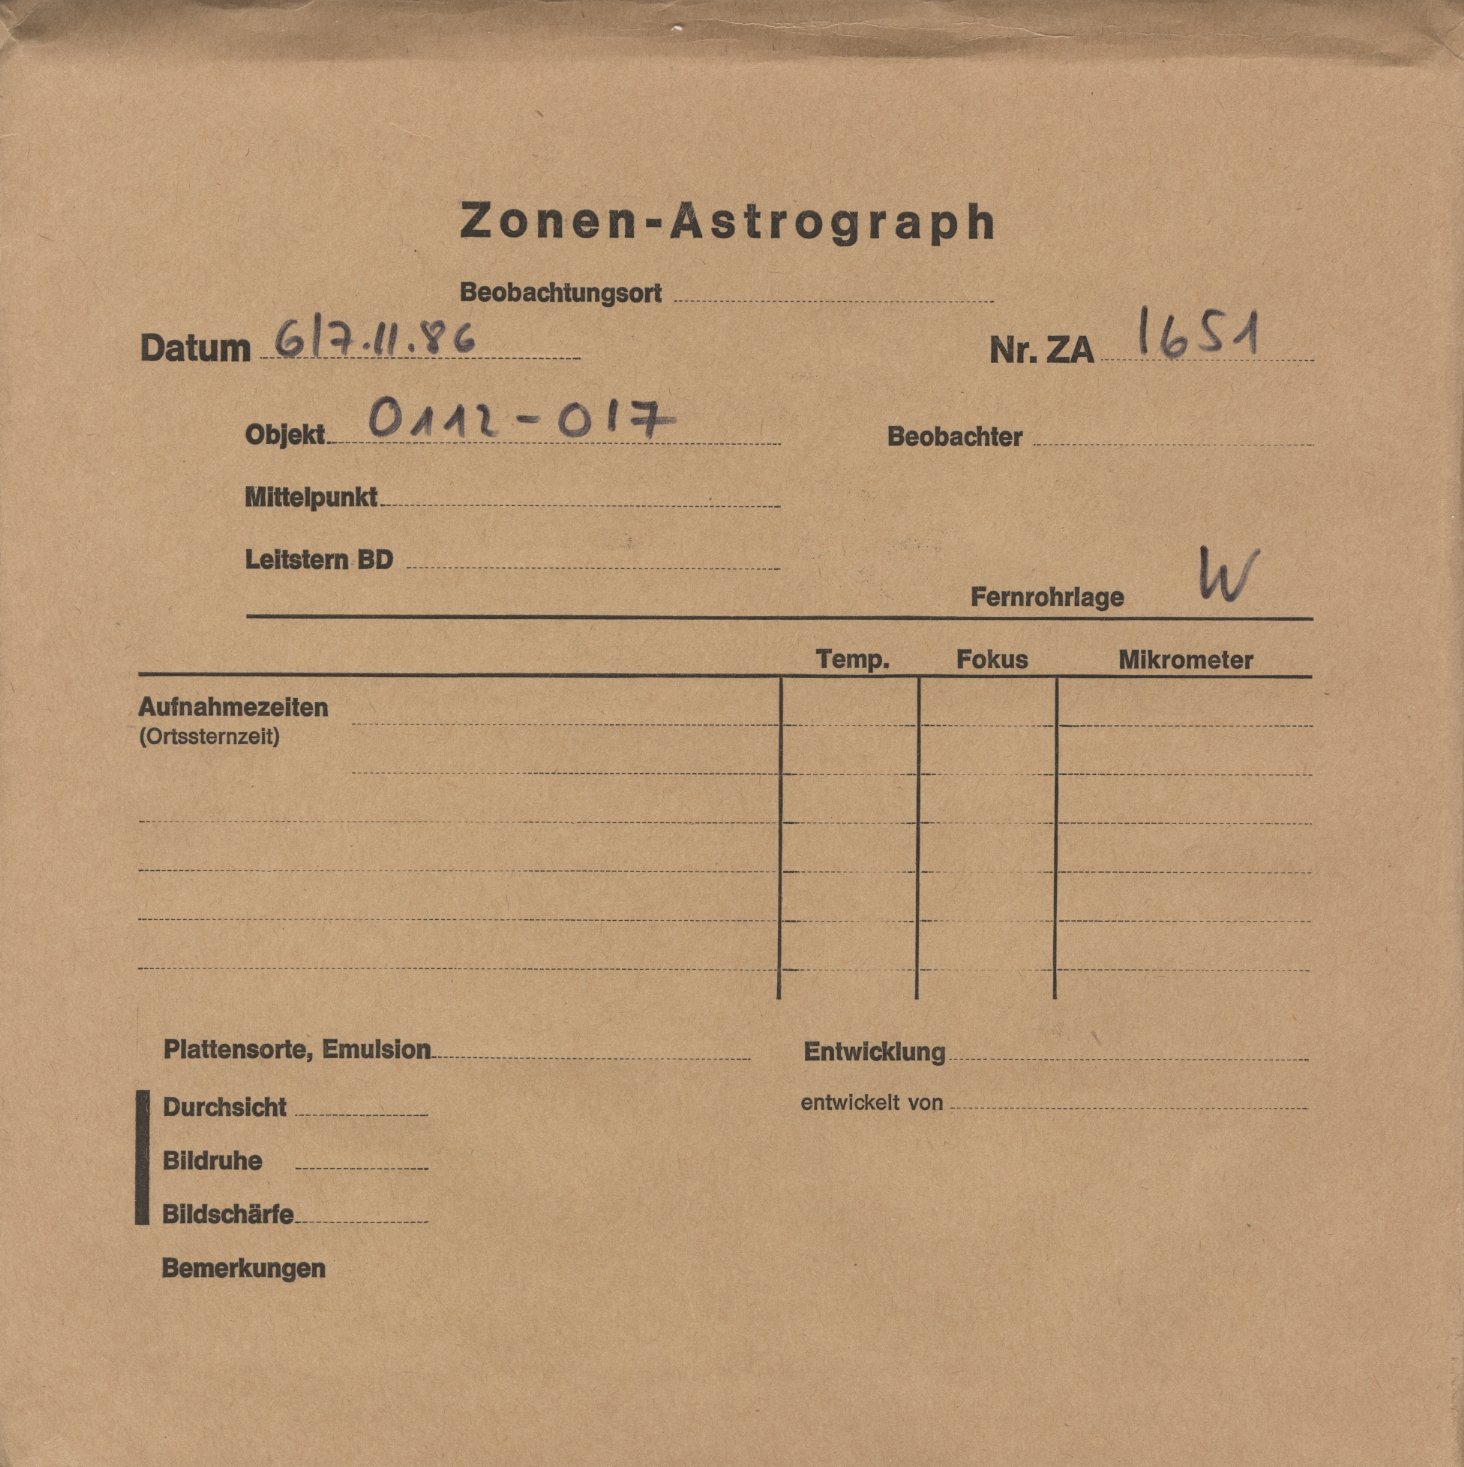 Zonen-Astrograph
Beobachtungsort
Datum 6/7.11.86
Nr. ZA 1651
Objekt 0112-017
Beobachter
Mittelpunkt
Leitstern BD
Fernrohrlage W
Temp. Fokus Mikrometer
Aufnahmezeiten
(Ortssternzeit)
Plattensorte, Emulsion
Entwicklung
Durchsicht
entwickelt von
Bildruhe
Bildschärfe
Bemerkungen